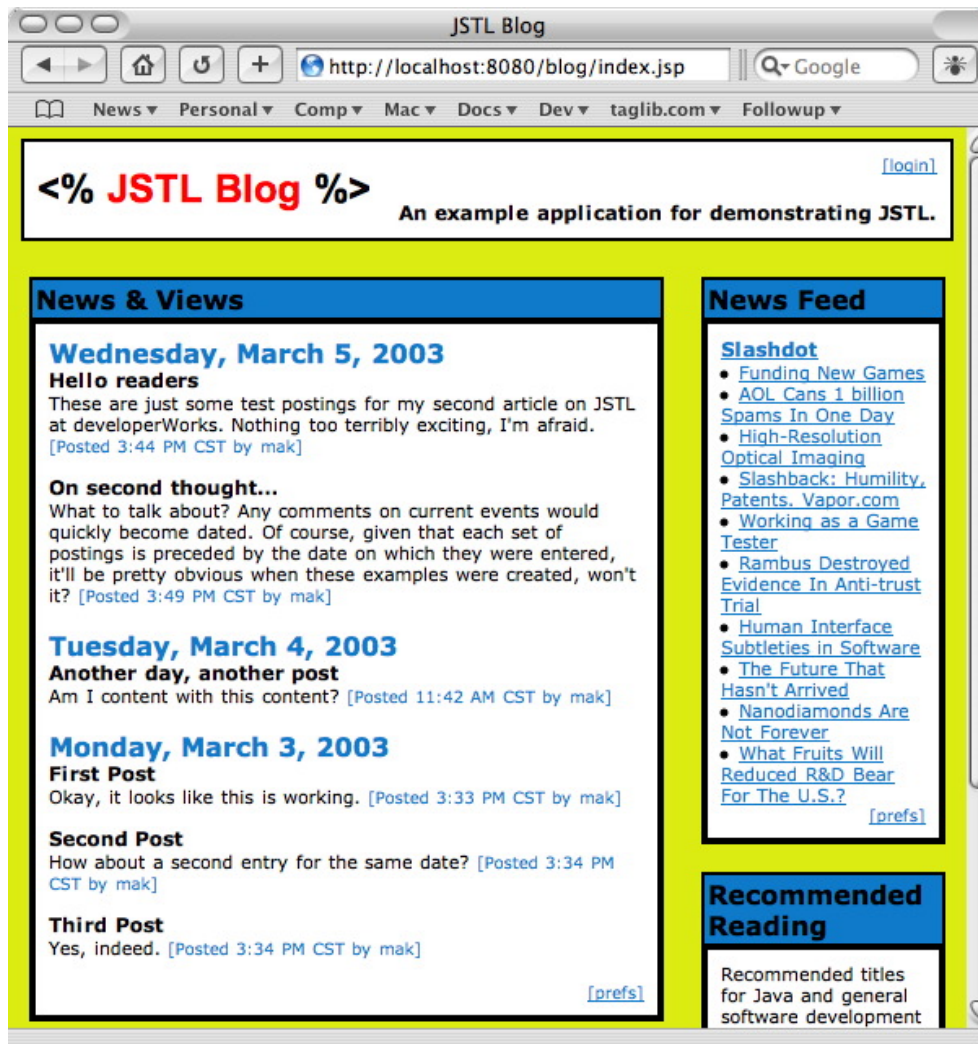 JSTL Blog
http://localhost:8080/blog/index.jsp
Google
News Personal Comp Mac Docs Dev taglib.com Followup
<% JSTL Blog %>
[login]
An example application for demonstrating JSTL.
News & Views
Wednesday, March 5, 2003
Hello readers
These are just some test postings for my second article on JSTL
at developerWorks. Nothing too terribly exciting, I'm afraid.
[Posted 3:44 PM CST by mak]
On second thought...
What to talk about? Any comments on current events would
quickly become dated. Of course, given that each set of
postings is preceded by the date on which they were entered,
it'll be pretty obvious when these examples were created, won't
it? [Posted 3:49 PM CST by mak]
Tuesday, March 4, 2003
Another day, another post
Am I content with this content? [Posted 11:42 AM CST by mak]
Monday, March 3, 2003
First Post
Okay, it looks like this is working. [Posted 3:33 PM CST by mak]
Second Post
How about a second entry for the same date? [Posted 3:34 PM
CST by mak]
Third Post
Yes, indeed. [Posted 3:34 PM CST by mak]
[prefs]
News Feed
Slashdot
• Funding New Games
• AOL Cans 1 billion
Spams In One Day
• High-Resolution
Optical Imaging
• Slashback: Humility,
Patents. Vapor.com
• Working as a Game
Tester
• Rambus Destroyed
Evidence In Anti-trust
Trial
• Human Interface
Subtleties in Software
• The Future That
Hasn't Arrived
• Nanodiamonds Are
Not Forever
• What Fruits Will
Reduced R&D Bear
For The U.S.?
[prefs]
Recommended
Reading
Recommended titles
for Java and general
software development